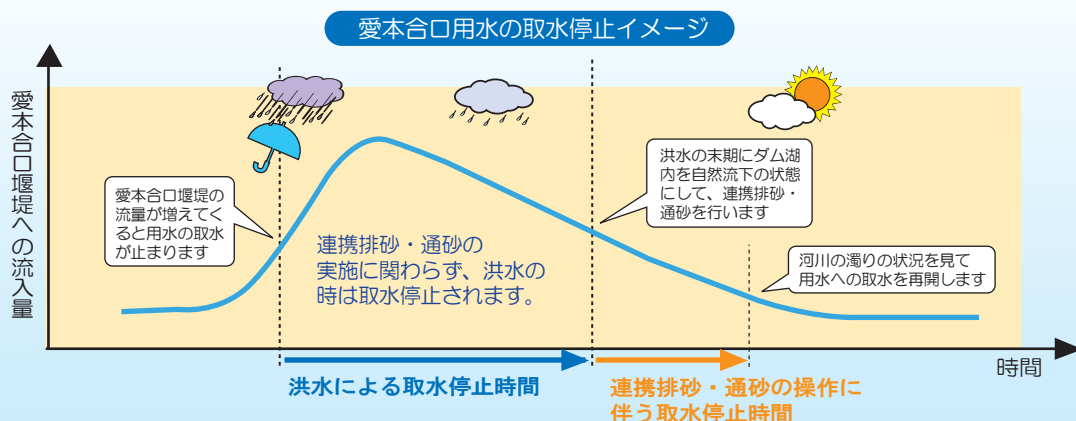 愛本合口用水の取水停止イメージ
愛本合口堰堤への流入量
愛本合口堰堤の
流量が増えてく
ると用水の取水
が止まります
連携排砂・通砂の
実施に関わらず、洪水の
時は取水停止されます。
洪水の末期にダム湖
内を自然流下の状態
にして、連携排砂・
通砂を行います
河川の濁りの状況を見て
用水への取水を再開します
時間
洪水による取水停止時間
連携排砂・通砂の操作に
伴う取水停止時間